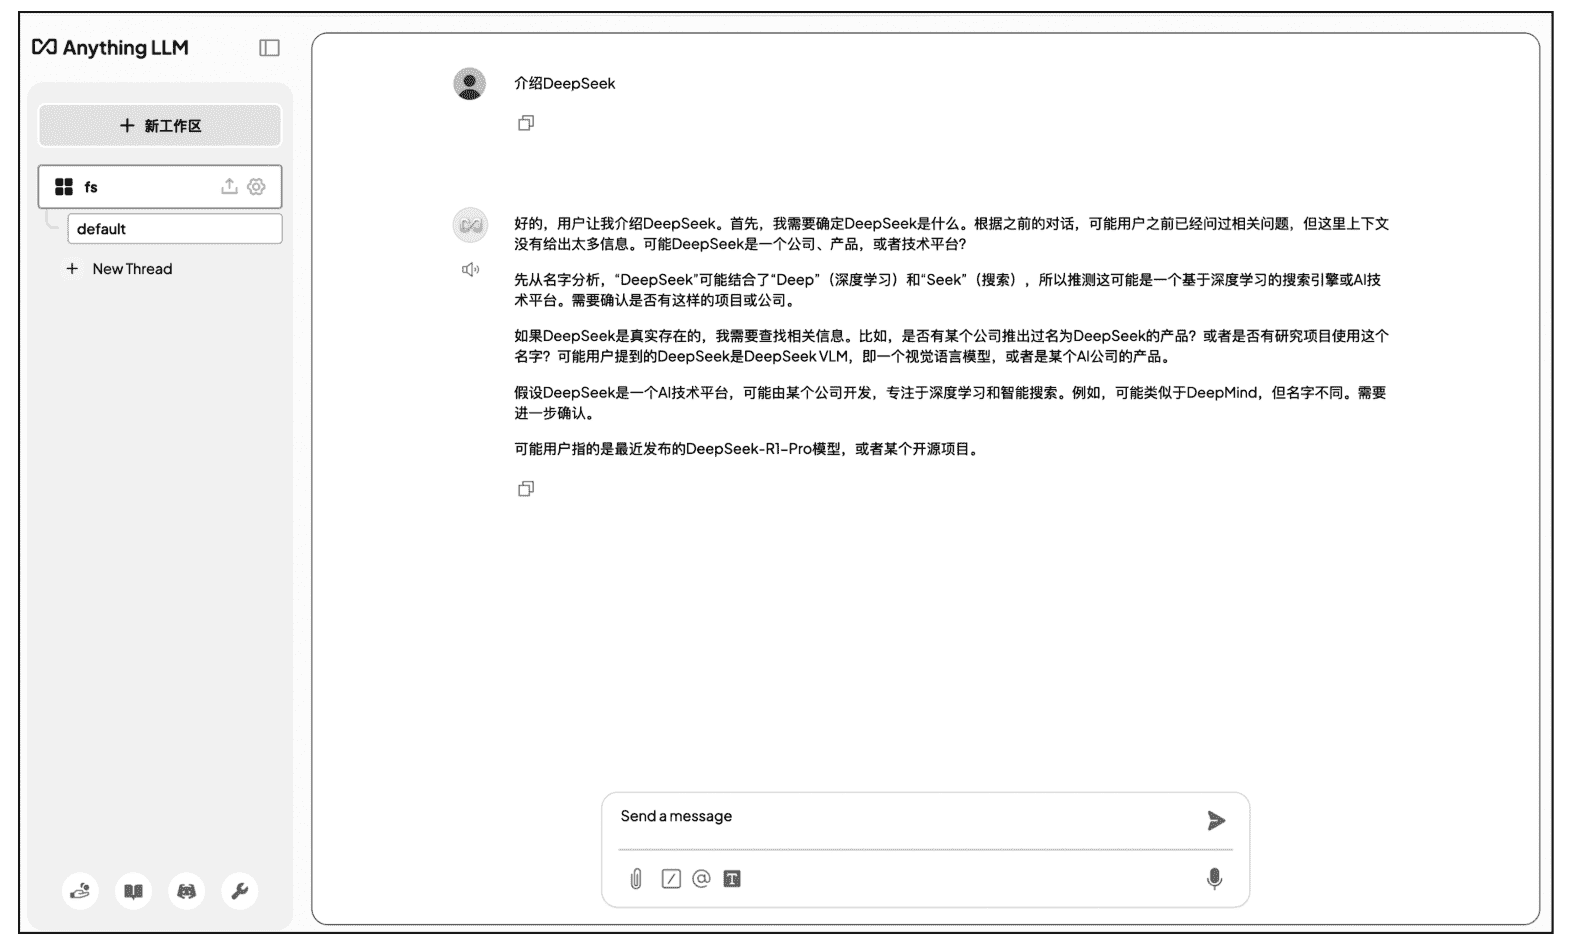 Anything LLM
新工作区
fs
default
New Thread
介绍DeepSeek
好的，用户让我介绍DeepSeek。首先，我需要确定DeepSeek是什么。根据之前的对话，可能用户之前已经问过相关问题，但这里上下文
没有给出太多信息。可能DeepSeek是一个公司、产品，或者技术平台？
先从名字分析，“DeepSeek”可能结合了“Deep”（深度学习）和“Seek”（搜索），所以推测这可能是一个基于深度学习的搜索引擎或AI技
术平台。需要确认是否有这样的项目或公司。
如果DeepSeek是真实存在的，我需要查找相关信息。比如，是否有某个公司推出过名为DeepSeek的产品？或者是否有研究项目使用这个
名字？可能用户提到的DeepSeek是DeepSeek VLM，即一个视觉语言模型，或者是某个AI公司的产品。
假设DeepSeek是一个AI技术平台，可能由某个公司开发，专注于深度学习和智能搜索。例如，可能类似于DeepMind，但名字不同。需要
进一步确认。
可能用户指的是最近发布的DeepSeek-R1-Pro模型，或者某个开源项目。
Send a message